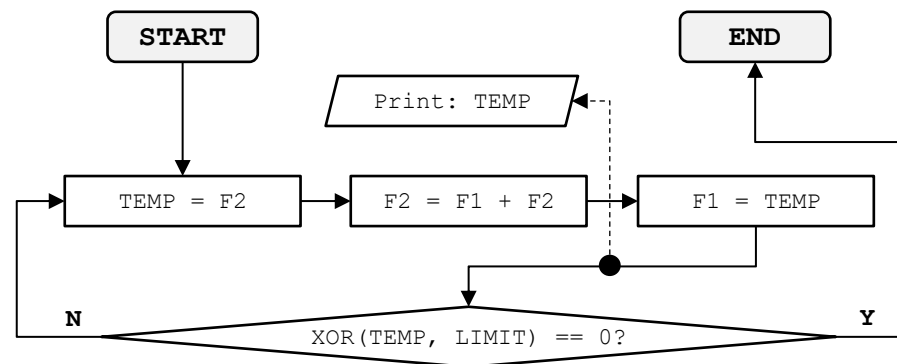 START
END
Print: TEMP
TEMP = F2
F2 = F1 + F2
F1 = TEMP
N
XOR(TEMP, LIMIT) == 0?
Y